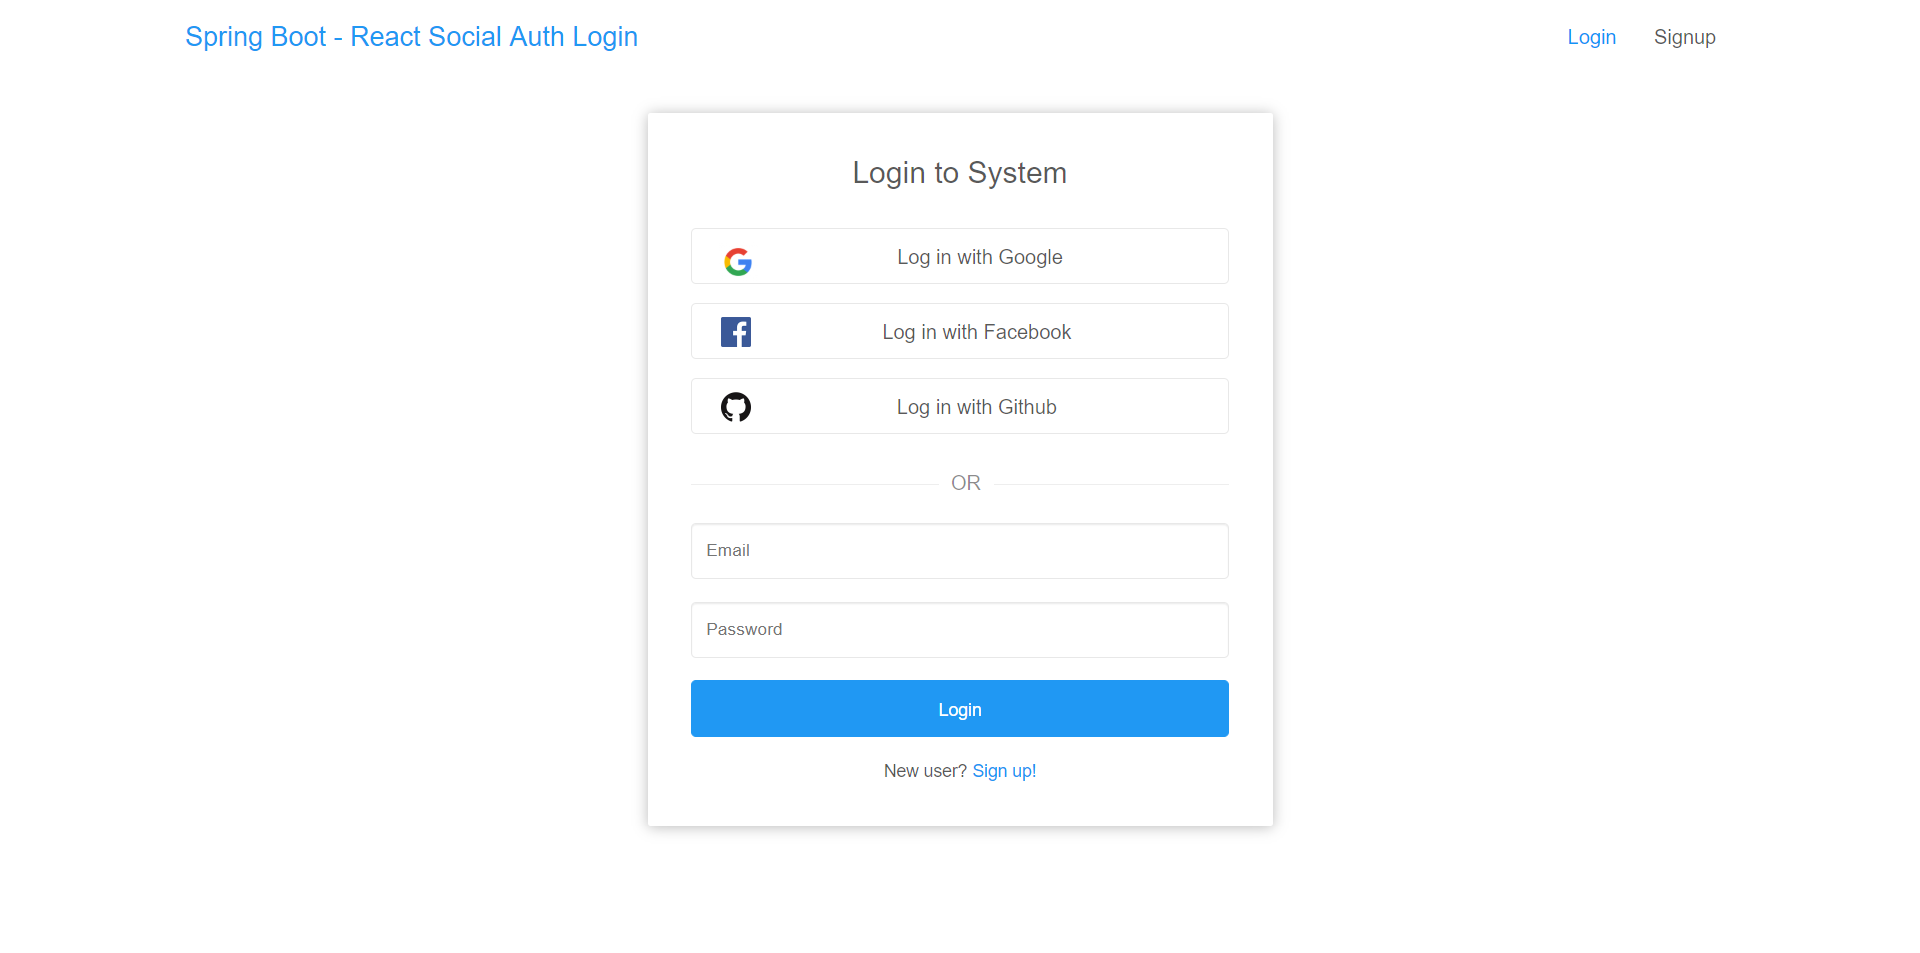 Spring Boot - React Social Auth Login
Login Signup
Login to System
Log in with Google
Log in with Facebook
Log in with Github
OR
Email
Password
Login
New user? Sign up!